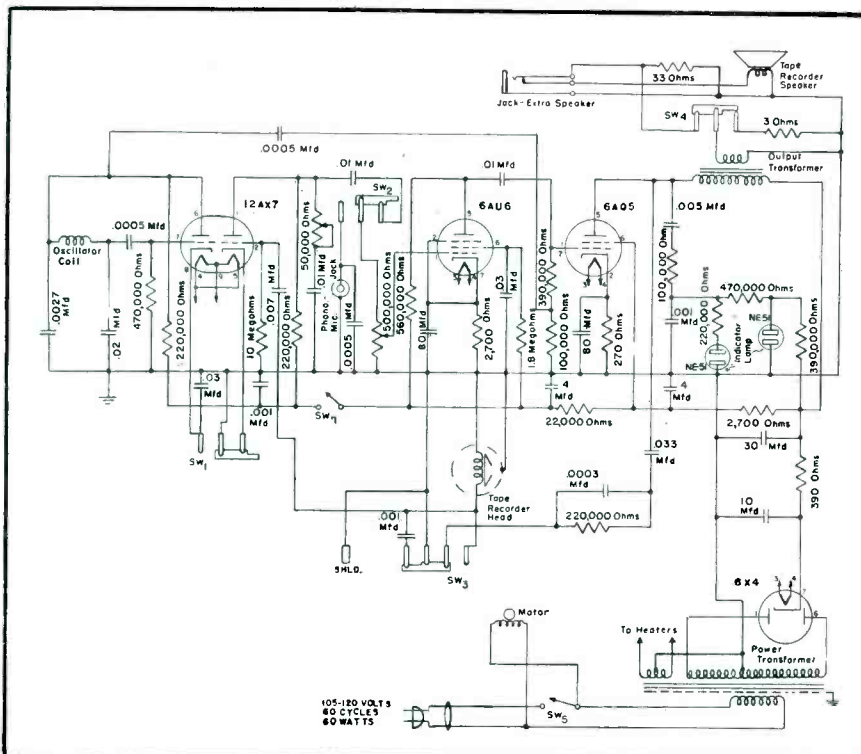 33 Ohms
Tape
Recorder
Speaker
Jack-Extra Speaker
SW4
3 Ohms
Output
Transformer
.0005 Mfd
.01 Mfd
SW2
.01 Mfd
12AX7
6AU6
6AQ5
.005 Mfd
.0005 Mfd
Oscillator
Coil
470,000 Ohms
220,000 Ohms
.0027
Mfd
.02 Mfd
10 Megohms
.007 Mfd
220,000 Ohms
50,000 Ohms
.01 Mfd
Phono-
Mic.
Jack
.0005 Mfd
500,000 Ohms
560,000 Ohms
.03
Mfd
390,000 Ohms
100,000 Ohms
470,000 Ohms
220,000 Ohms
.001
Mfd
NE51
NE51
Indicator
Lamp
390,000 Ohms
80
Mfd
2,700
Ohms
1.8 Megohms
100,000 Ohms
80
Mfd
270 Ohms
4
Mfd
4
Mfd
.03
Mfd
.001
Mfd
SW1
22,000 Ohms
2,700 Ohms
30
Mfd
390 Ohms
.033
Mfd
.0003
Mfd
220,000 Ohms
Tape
Recorder
Head
.001
Mfd
SHLD.
SW3
10
Mfd
6X4
Motor
To Heaters
Power
Transformer
105-120 VOLTS
60 CYCLES
60 WATTS
SW5